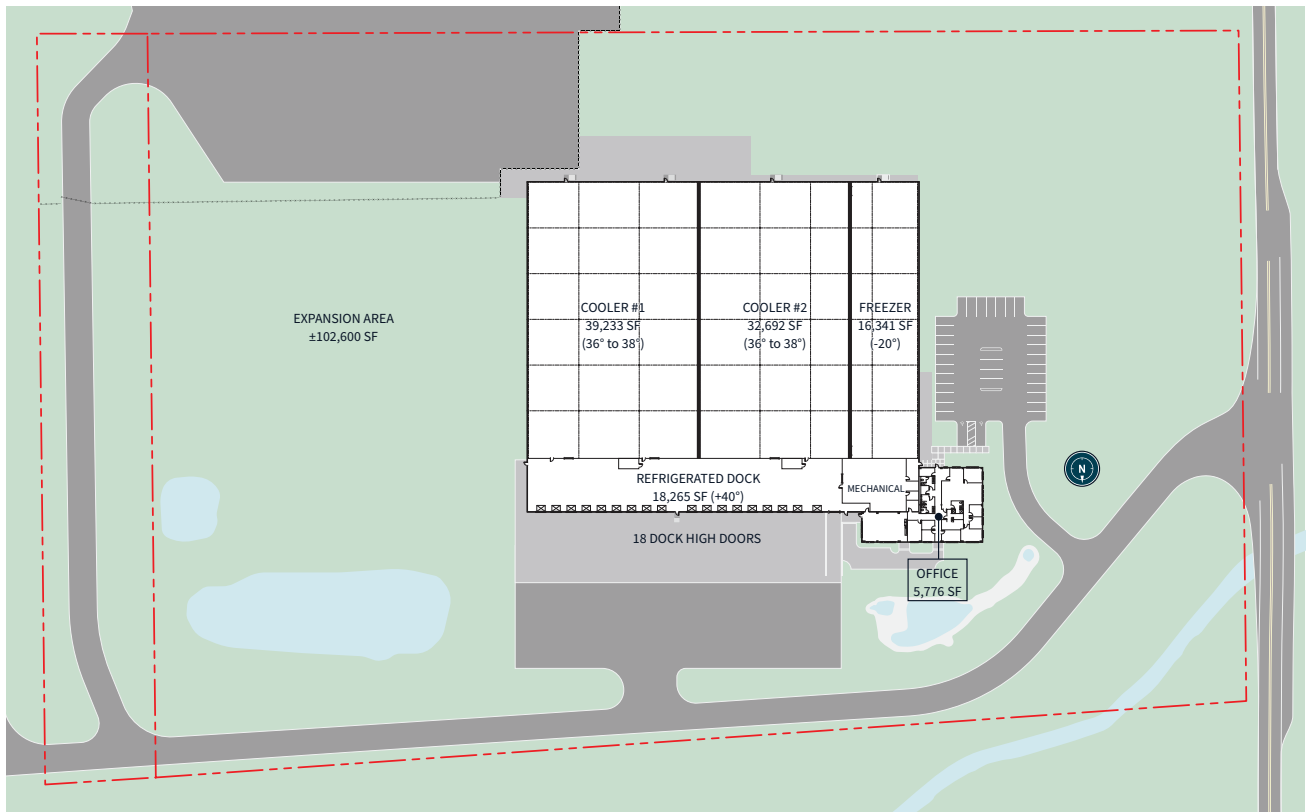 EXPANSION AREA
±102,600 SF
COOLER #1
39,233 SF
(36° to 38°)
COOLER #2
32,692 SF
(36° to 38°)
FREEZER
16,341 SF
(-20°)
REFRIGERATED DOCK
18,265 SF (+40°)
MECHANICAL
N
18 DOCK HIGH DOORS
OFFICE
5,776 SF